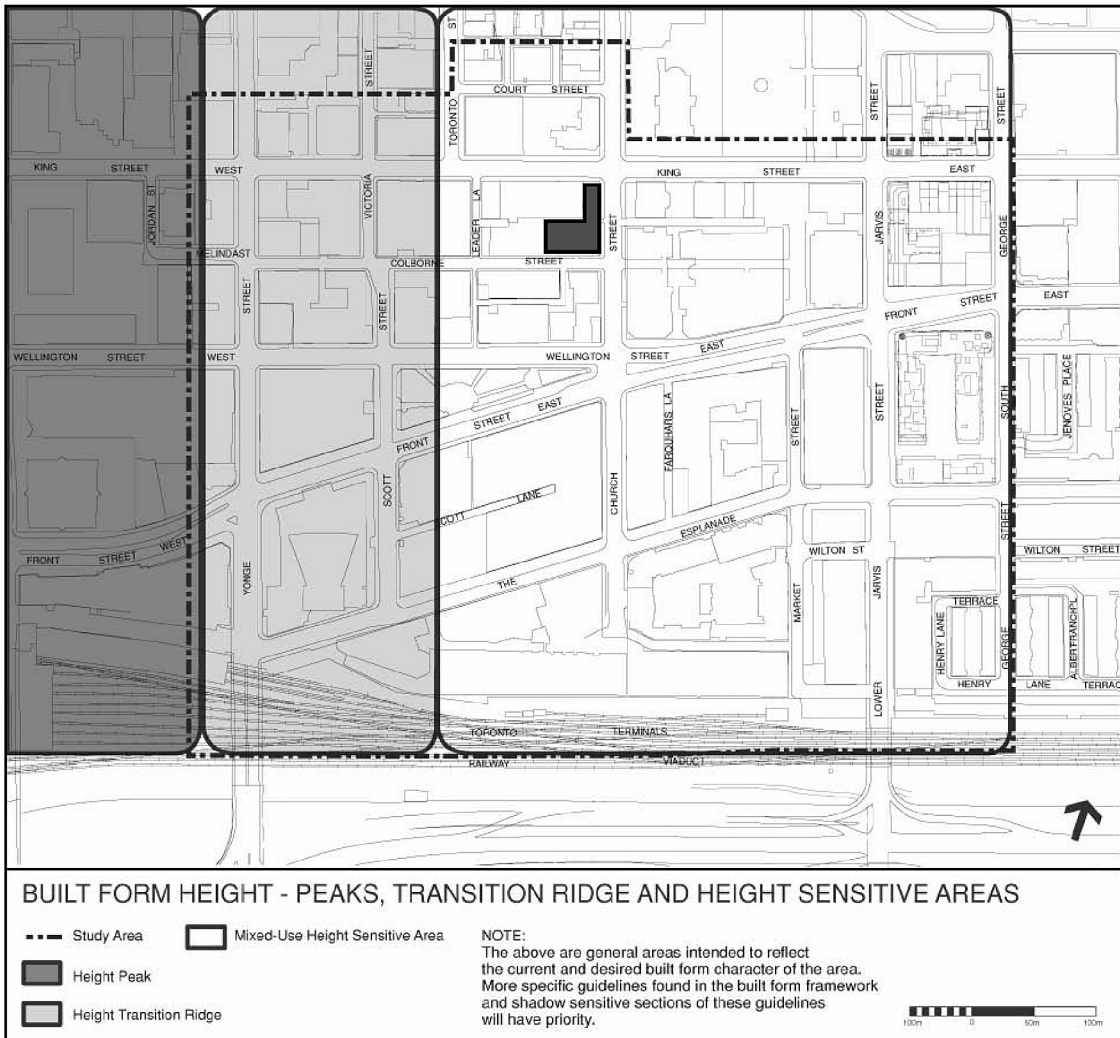 ST
STREET
COURT STREET
TORONTO
STREET
STREET
KING STREET WEST
KING STREET EAST
JORDAN ST
VICTORIA
LEADER LA
STREET
JARVIS
GEORGE
MELINDAST
COLBORNE STREET
STREET
STREET
FRONT STREET EAST
WELLINGTON STREET WEST
WELLINGTON STREET EAST
FRONT STREET EAST
FARQUHARS LA
STREET
STREET
SOUTH
JENOVES PLACE
SCOTT
COTT LANE
CHURCH
ESPLANADE
THE
FRONT STREET WEST
YONGE
WILTON ST
WILTON STREET
STREET
MARKET
JARVIS
HENRY LANE
TERRACE
GEORGE
ALBERT FRANCK PL
HENRY LANE TERRAC
LOWER
TORONTO TERMINALS
RAILWAY VIADUCT
BUILT FORM HEIGHT - PEAKS, TRANSITION RIDGE AND HEIGHT SENSITIVE AREAS
Study Area
Mixed-Use Height Sensitive Area
Height Peak
Height Transition Ridge
NOTE:
The above are general areas intended to reflect
the current and desired built form character of the area.
More specific guidelines found in the built form framework
and shadow sensitive sections of these guidelines
will have priority.
100m 0 50m 100m